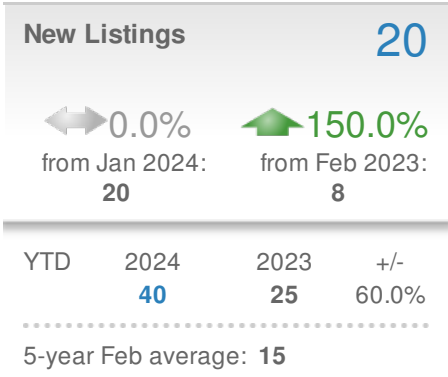 New Listings 20
0.0% 150.0%
from Jan 2024: from Feb 2023:
20 8
YTD 2024 2023 +/-
40 25 60.0%
5-year Feb average: 15